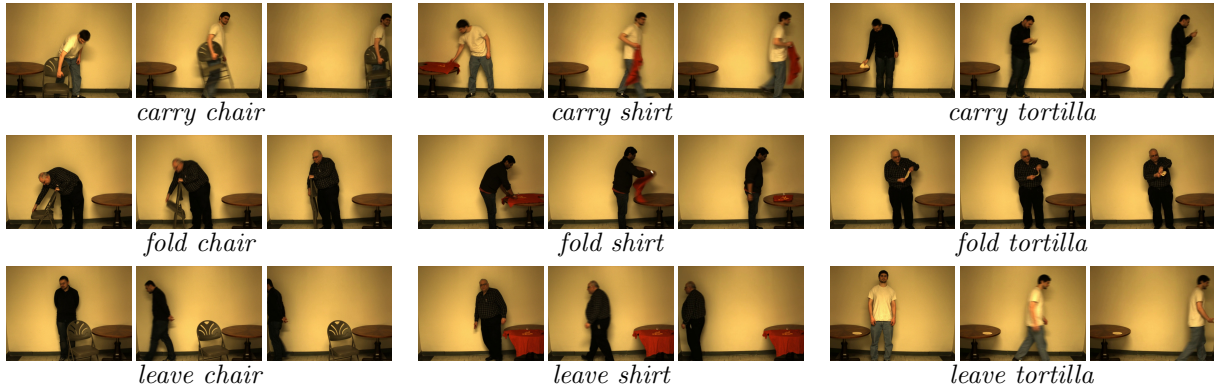 carry chair
carry shirt
carry tortilla
fold chair
fold shirt
fold tortilla
leave chair
leave shirt
leave tortilla